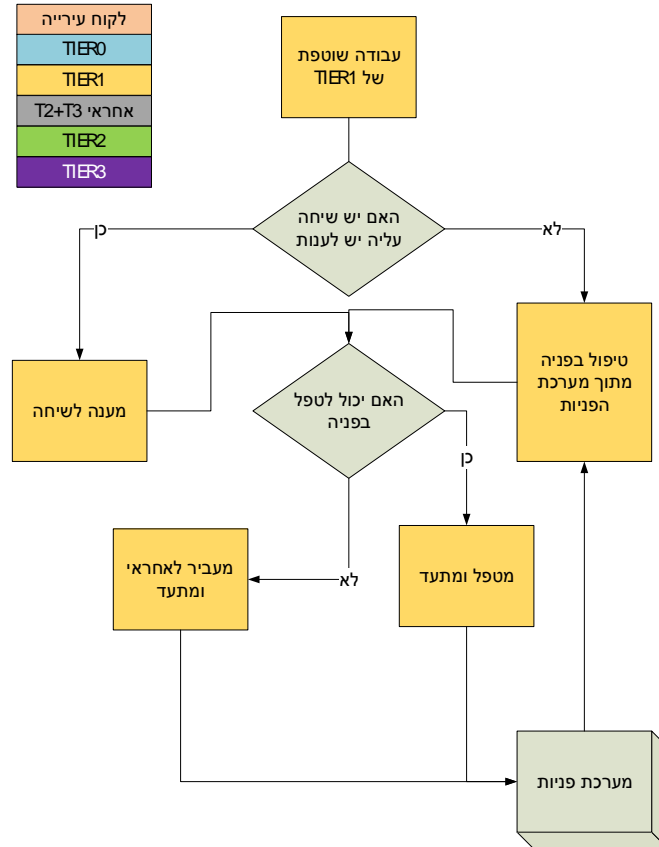 לקוח עירייה
TIER0
TIER1
אחראי T2+T3
TIER2
TIER3
עבודה שוטפת
של TIER1
האם יש שיחה
עליה יש לענות
כן
לא
מענה לשיחה
טיפול בפניה
מתוך מערכת
הפניות
האם יכול לטפל
בפניה
כן
לא
מעביר לאחראי
ומתעד
מטפל ומתעד
מערכת פניות